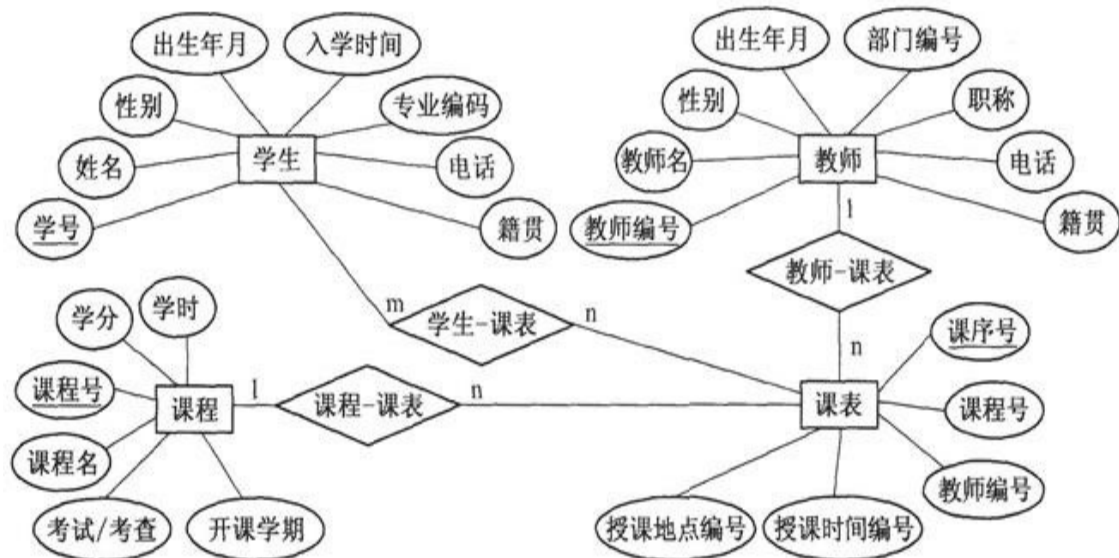 出生年月
入学时间
出生年月
部门编号
性别
专业编码
性别
职称
姓名
学生
电话
教师名
教师
电话
学号
籍贯
教师编号
1
籍贯
教师-课表
学分
学时
m
学生-课表
n
n
课序号
课程号
课程
1
课程-课表
n
课表
课程号
课程名
教师编号
考试/考查
开课学期
授课地点编号
授课时间编号